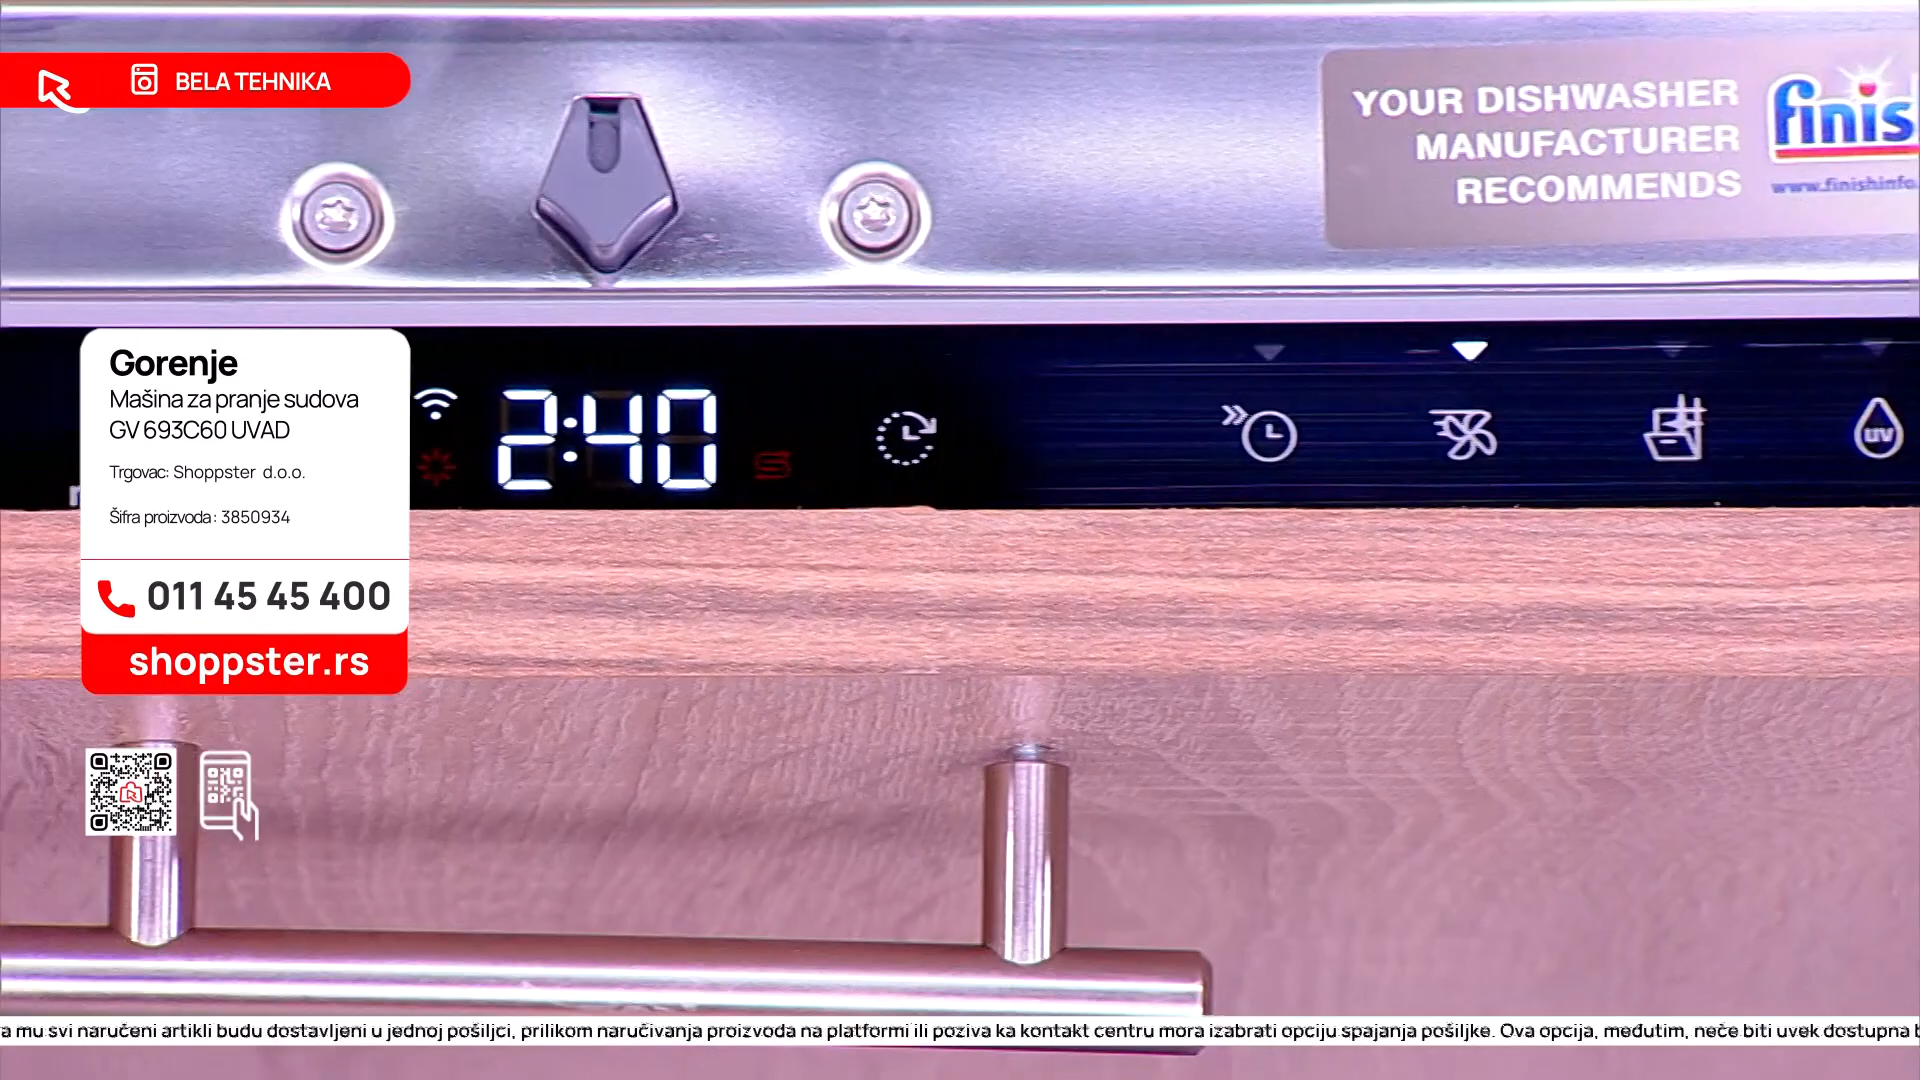 BELA TEHNIKA
YOUR DISHWASHER
MANUFACTURER
RECOMMENDS
finis
www.finishinfo.
Gorenje
Mašina za pranje sudova
GV 693C60 UVAD
Trgovac: Shoppster d.o.o.
Šifra proizvoda: 3850934
011 45 45 400
shoppster.rs
2:40
UV
a mu svi naručeni artikli budu dostavljeni u jednoj pošiljci, prilikom naručivanja proizvoda na platformi ili poziva ka kontakt centru mora izabrati opciju spajanja pošiljke. Ova opcija, međutim, neće biti uvek dostupna